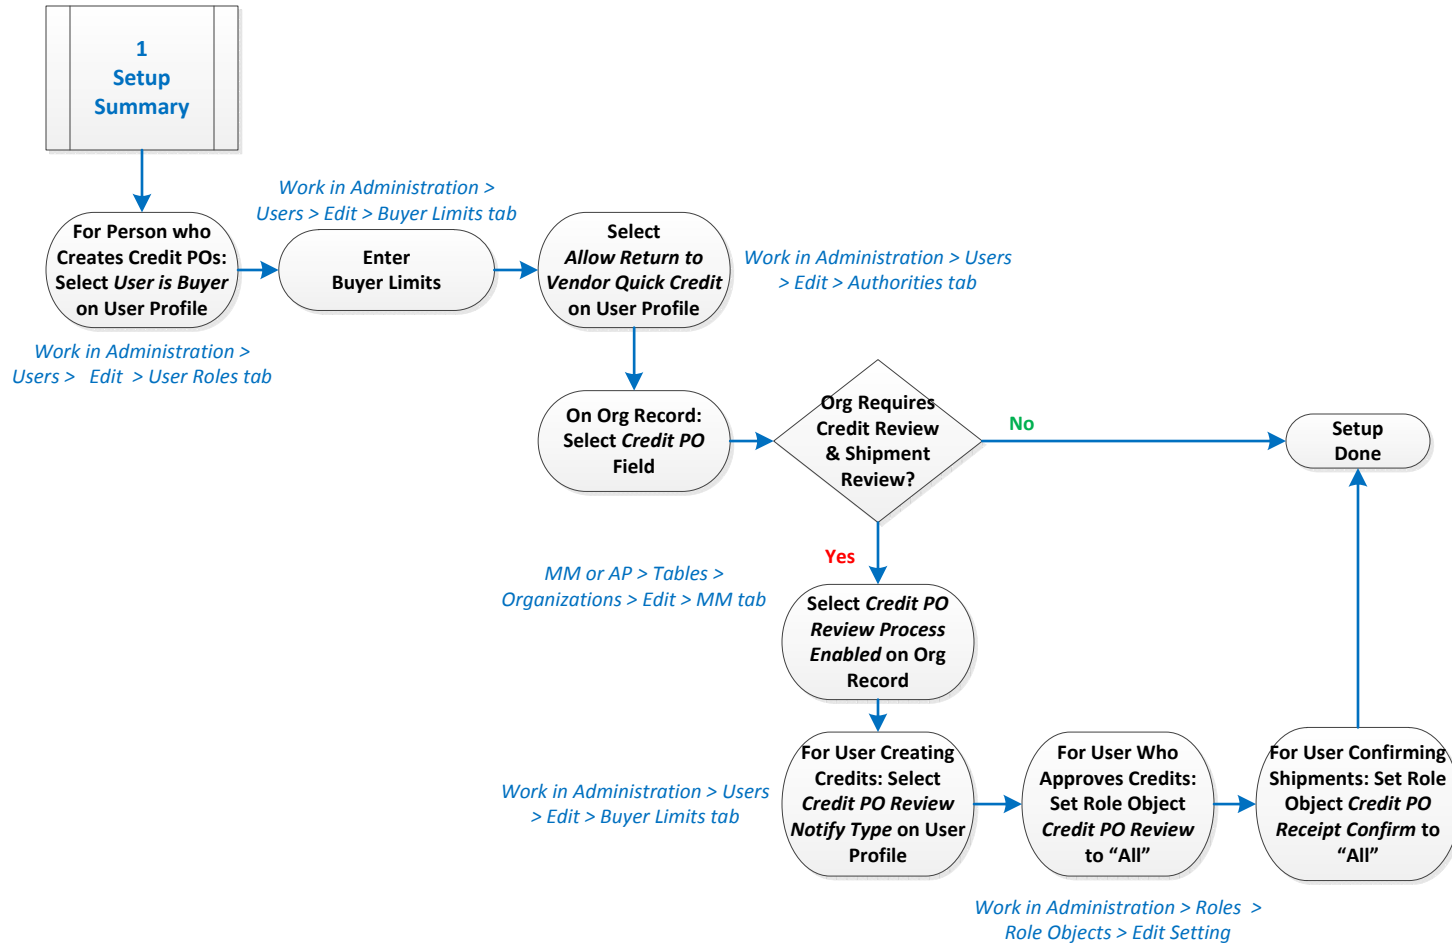 1
Setup
Summary
Work in Administration >
Users > Edit > Buyer Limits tab
For Person who
Creates Credit POs:
Select User is Buyer
on User Profile
Enter
Buyer Limits
Select
Allow Return to
Vendor Quick Credit
on User Profile
Work in Administration > Users
> Edit > Authorities tab
Work in Administration >
Users > Edit > User Roles tab
On Org Record:
Select Credit PO
Field
Org Requires
Credit Review
& Shipment
Review?
No
Setup
Done
Yes
MM or AP > Tables >
Organizations > Edit > MM tab
Select Credit PO
Review Process
Enabled on Org
Record
Work in Administration > Users
> Edit > Buyer Limits tab
For User Creating
Credits: Select
Credit PO Review
Notify Type on User
Profile
For User Who
Approves Credits:
Set Role Object
Credit PO Review
to “All”
For User Confirming
Shipments: Set Role
Object Credit PO
Receipt Confirm to
“All”
Work in Administration > Roles >
Role Objects > Edit Setting